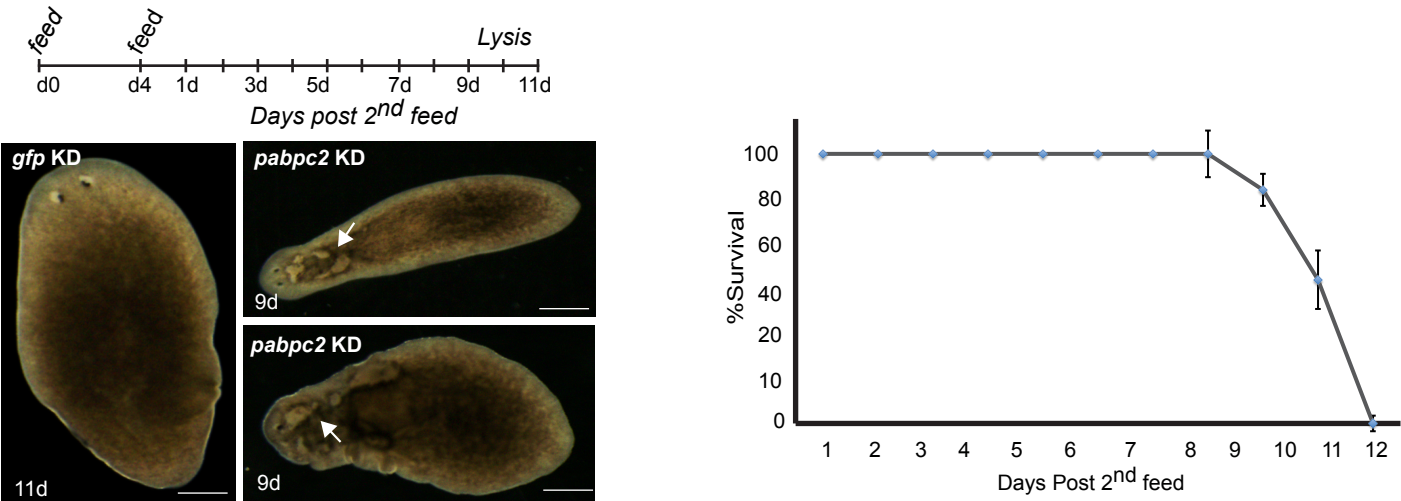 feed feed Lysis
d0 d4 1d 3d 5d 7d 9d 11d
Days post 2nd feed
gfp KD
11d
pabpc2 KD
9d
pabpc2 KD
9d
%Survival
100
80
60
40
20
10
0
1 2 3 4 5 6 7 8 9 10 11 12
Days Post 2nd feed